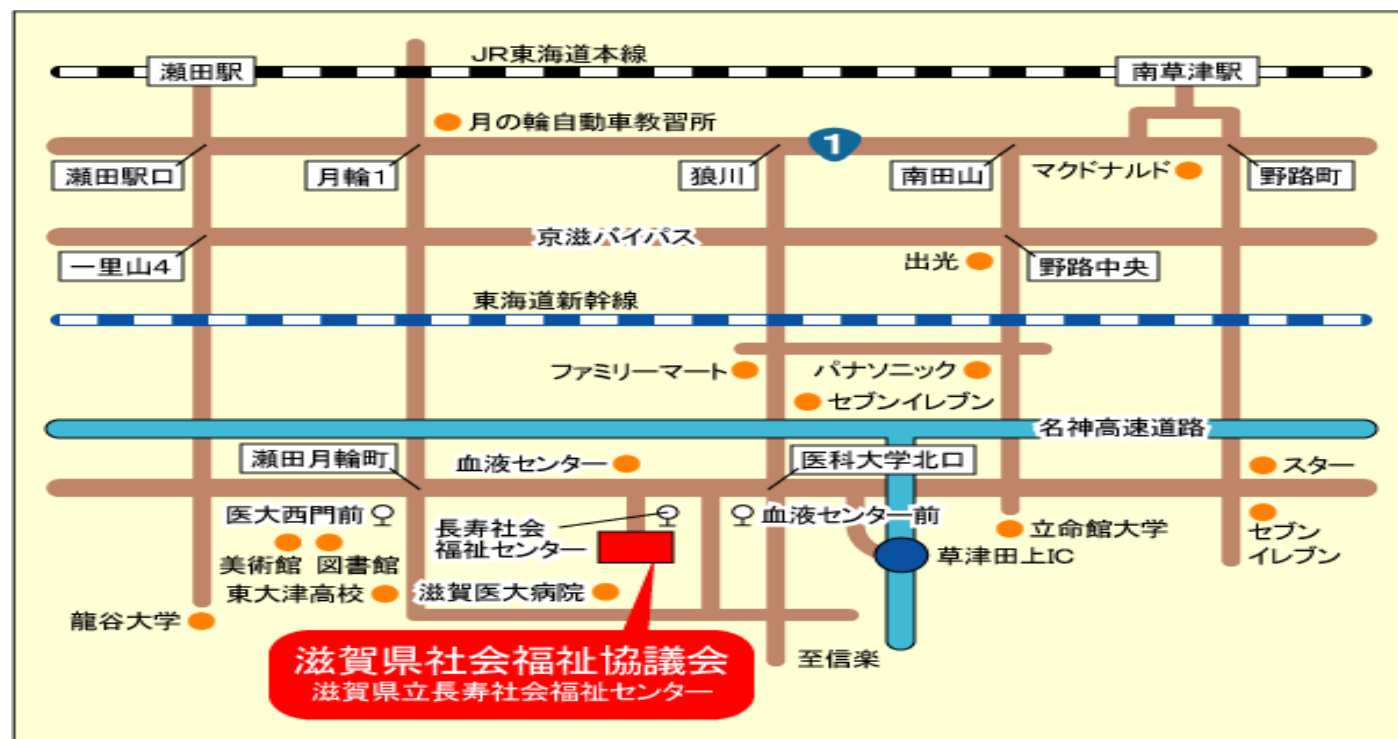 JR東海道本線
瀬田駅
南草津駅
月の輪自動車教習所
1
瀬田駅口
月輪1
狼川
南田山
マクドナルド
野路町
京滋バイパス
一里山4
出光
野路中央
東海道新幹線
ファミリーマート
パナソニック
セブンイレブン
名神高速道路
瀬田月輪町
血液センター
医科大学北口
スター
医大西門前
長寿社会
福祉センター
血液センター前
立命館大学
セブン
イレブン
美術館
図書館
草津田上IC
東大津高校
滋賀医大病院
龍谷大学
至信楽
滋賀県社会福祉協議会
滋賀県立長寿社会福祉センター